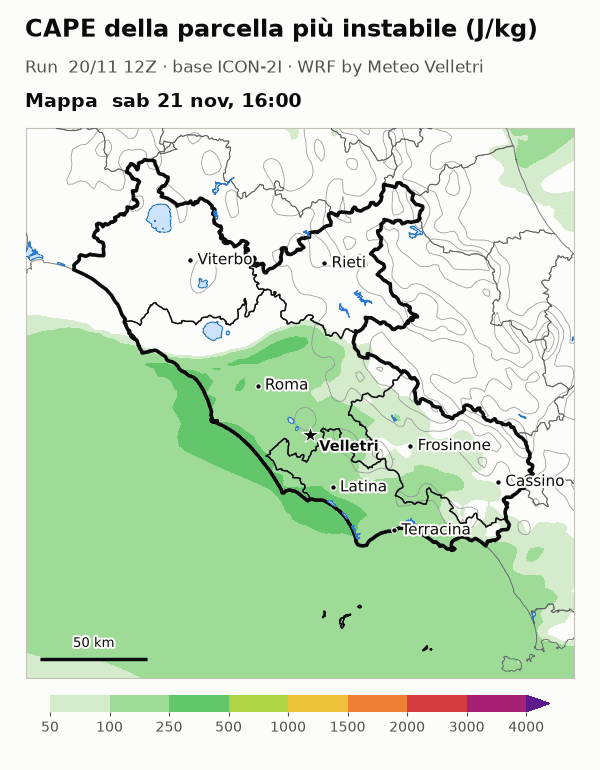 CAPE della parcella più instabile (J/kg)
Run  20/11 12Z · base ICON-2I · WRF by Meteo Velletri
Mappa  sab 21 nov, 16:00
Viterbo
Rieti
Roma
Velletri
Frosinone
Cassino
Latina
Terracina
50 km
50 100 250 500 1000 1500 2000 3000 4000